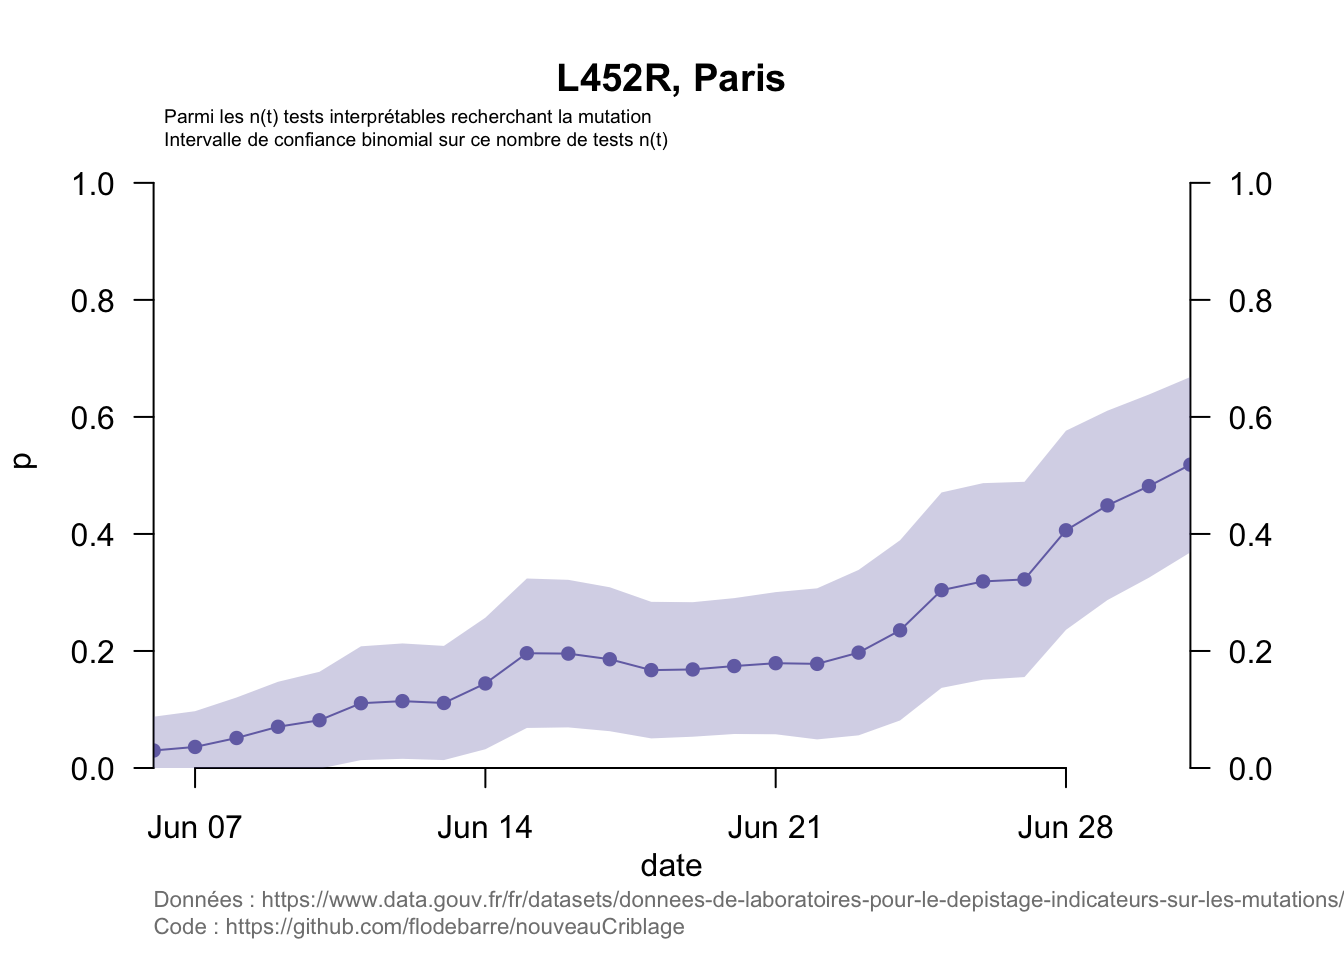 L452R, Paris
Parmi les n(t) tests interprétables recherchant la mutation
Intervalle de confiance binomial sur ce nombre de tests n(t)
1.0
0.8
0.6
0.4
0.2
0.0
p
1.0
0.8
0.6
0.4
0.2
0.0
Jun 07 Jun 14 Jun 21 Jun 28
date
Données : https://www.data.gouv.fr/fr/datasets/donnees-de-laboratoires-pour-le-depistage-indicateurs-sur-les-mutations/
Code : https://github.com/flodebarre/nouveauCriblage